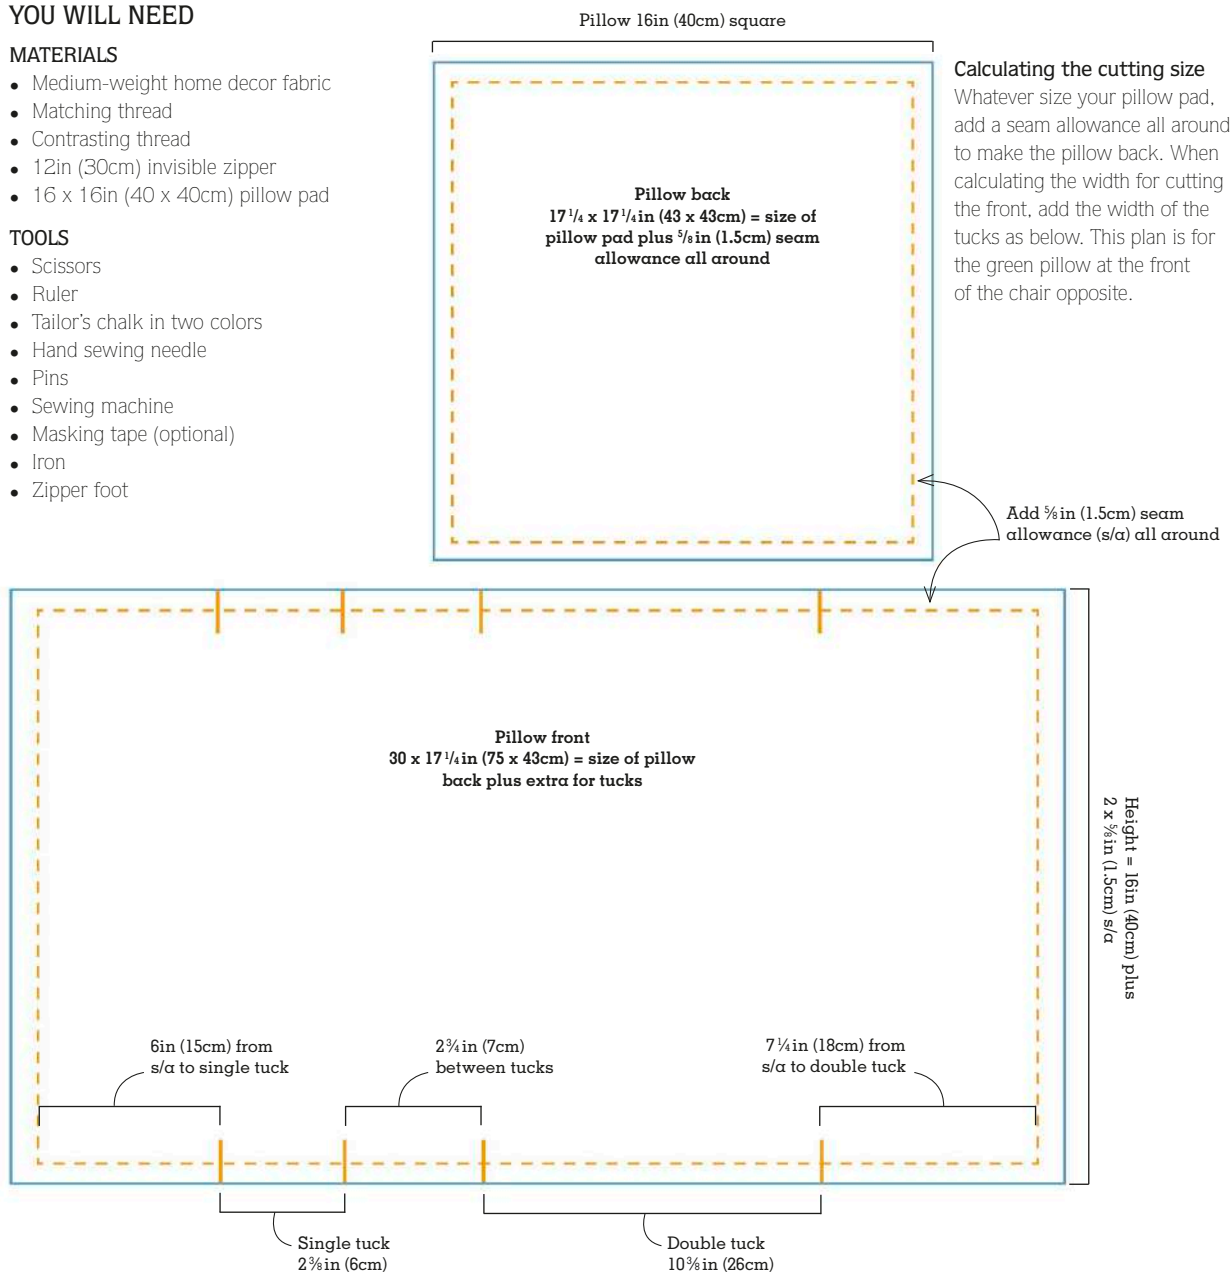 YOU WILL NEED
MATERIALS
• Medium-weight home decor fabric
• Matching thread
• Contrasting thread
• 12in (30cm) invisible zipper
• 16 x 16in (40 x 40cm) pillow pad
TOOLS
• Scissors
• Ruler
• Tailor's chalk in two colors
• Hand sewing needle
• Pins
• Sewing machine
• Masking tape (optional)
• Iron
• Zipper foot
Pillow 16in (40cm) square
Pillow back
17 1/4 x 17 1/4in (43 x 43cm) = size of
pillow pad plus 5/8in (1.5cm) seam
allowance all around
Calculating the cutting size
Whatever size your pillow pad,
add a seam allowance all around
to make the pillow back. When
calculating the width for cutting
the front, add the width of the
tucks as below. This plan is for
the green pillow at the front
of the chair opposite.
Add ⅝in (1.5cm) seam
allowance (s/a) all around
Pillow front
30 x 17 1/4in (75 x 43cm) = size of pillow
back plus extra for tucks
Height = 16in (40cm) plus
2 x ⅝in (1.5cm) s/a
6in (15cm) from
s/a to single tuck
2¾in (7cm)
between tucks
7¼in (18cm) from
s/a to double tuck
Single tuck
2⅜in (6cm)
Double tuck
10⅜in (26cm)